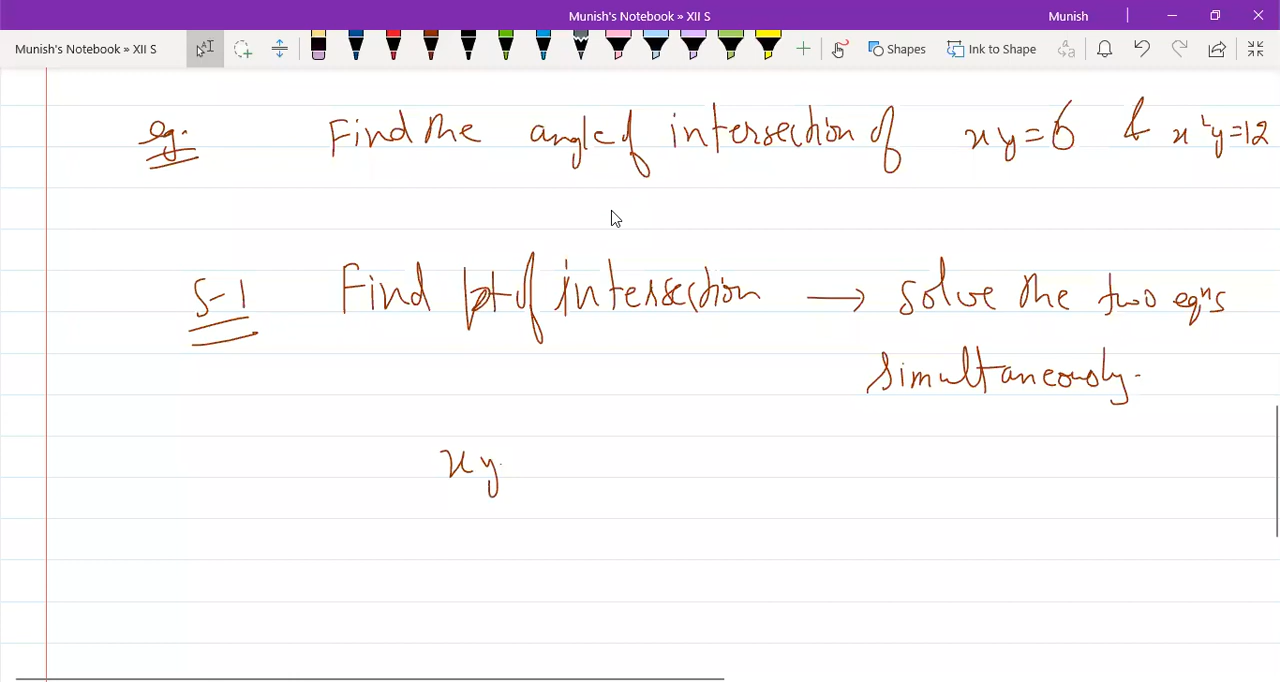 Munish's Notebook » XII S
Munish
Munish's Notebook » XII S
Shapes
Ink to Shape
eg. Find the angle of intersection of xy=6 & x²y=12
S-1 Find pt of intersection → solve the two eqⁿs
simultaneously.
xy